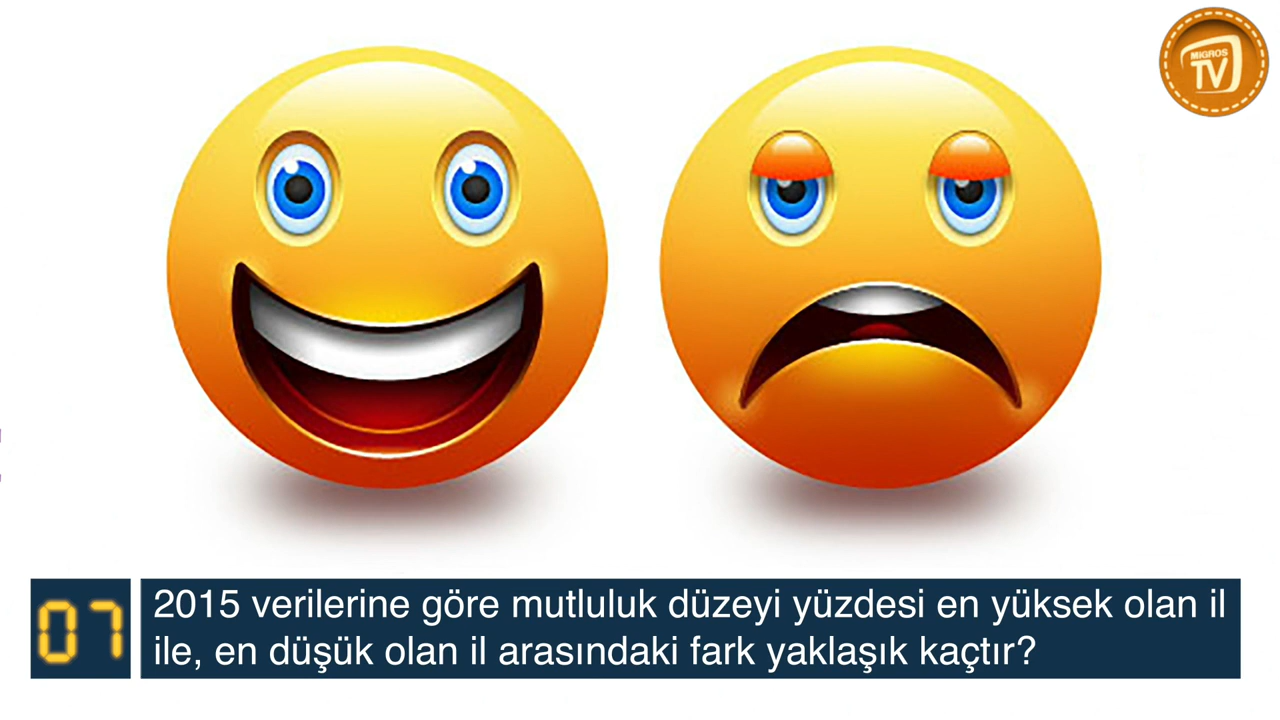 MiGROS
TV
07
2015 verilerine göre mutluluk düzeyi yüzdesi en yüksek olan il
ile, en düşük olan il arasındaki fark yaklaşık kaçtır?